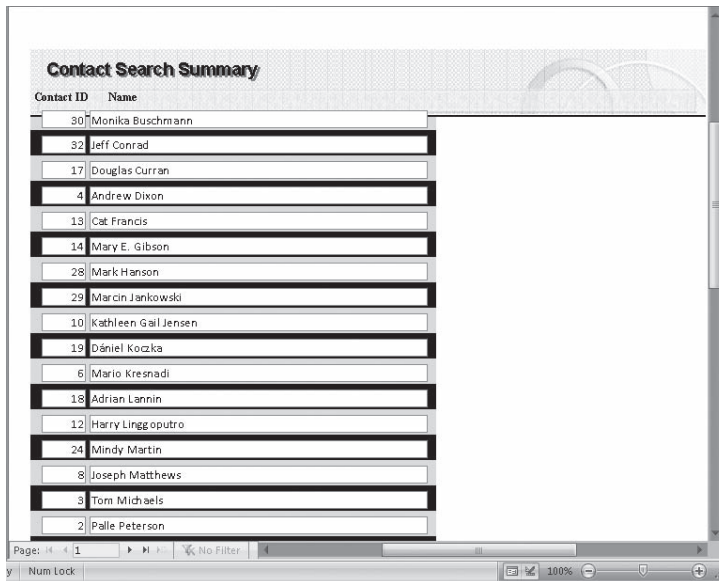 Contact Search Summary
Contact ID Name
30 Monika Buschmann
32 Jeff Conrad
17 Douglas Curran
4 Andrew Dixon
13 Cat Francis
14 Mary E. Gibson
28 Mark Hanson
29 Marcin Jankowski
10 Kathleen Gail Jensen
19 Dániel Koczka
6 Mario Kresnadi
18 Adrian Lannin
12 Harry Linggoputro
24 Mindy Martin
8 Joseph Matthews
3 Tom Michaels
2 Palle Peterson
Page: 1 No Filter
y Num Lock 100%